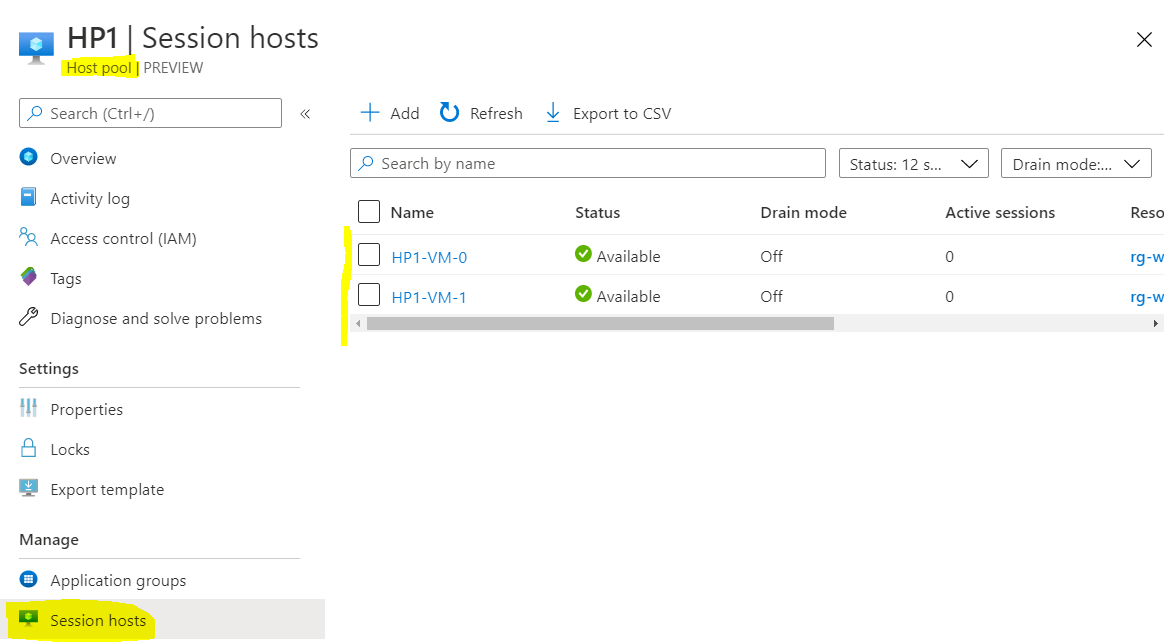 HP1 | Session hosts
Host pool | PREVIEW
Search (Ctrl+/)
«
Overview
Activity log
Access control (IAM)
Tags
Diagnose and solve problems
Settings
Properties
Locks
Export template
Manage
Application groups
Session hosts
Add Refresh Export to CSV
Search by name Status: 12 s... Drain mode:...
Name Status Drain mode Active sessions Reso
HP1-VM-0 Available Off 0 rg-w
HP1-VM-1 Available Off 0 rg-w